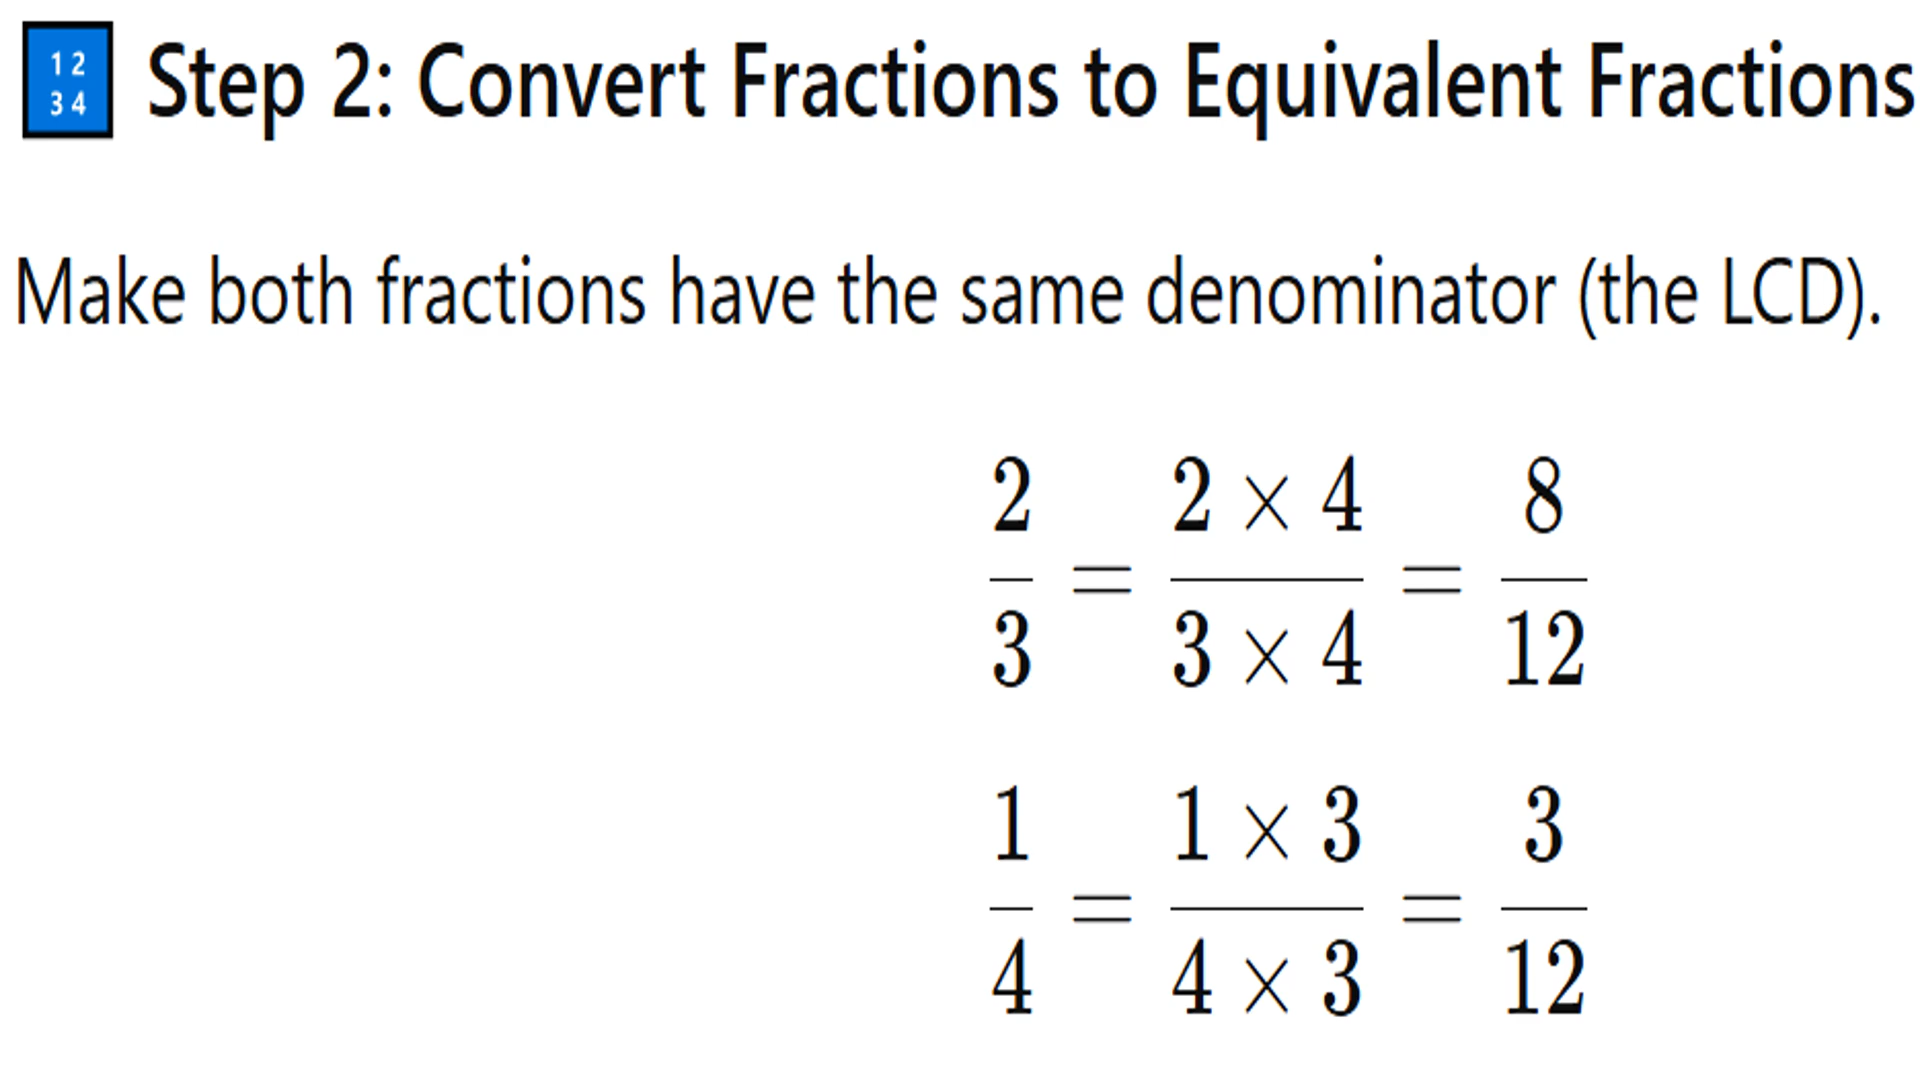 1 2
3 4
Step 2: Convert Fractions to Equivalent Fractions
Make both fractions have the same denominator (the LCD).
2/3 = (2 × 4)/(3 × 4) = 8/12
1/4 = (1 × 3)/(4 × 3) = 3/12